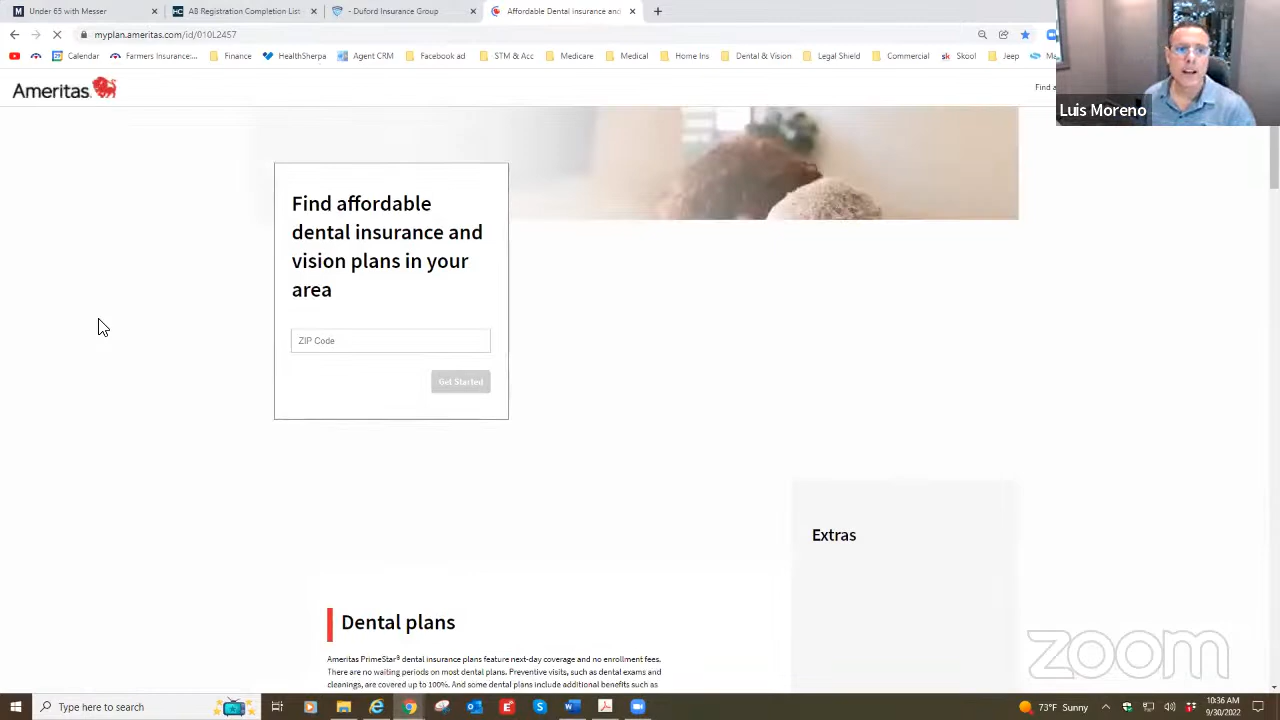 Under 65 with Messer
AB Registration Completion List
- Duford Insurance Group
Affordable Dental Insurance and
myplan.ameritas.com/id/010L2457
Calendar
Farmers Insurance:...
Finance
HealthSherpa
Agent CRM
Facebook ad
STM & Acc
Medicare
Medical
Home Ins
Dental & Vision
Legal Shield
Commercial
sk Skool
Jeep
Ameritas
Find a
Luis Moreno
Find affordable
dental insurance and
vision plans in your
area
ZIP Code
Get Started
Extras
Dental plans
Ameritas PrimeStar® dental insurance plans feature next-day coverage and no enrollment fees.
There are no waiting periods on most dental plans. Preventive visits, such as dental exams and
cleanings, are covered up to 100%. And some dental plans include additional benefits such as
zoom
Type here to search
73°F Sunny
10:36 AM
9/30/2022